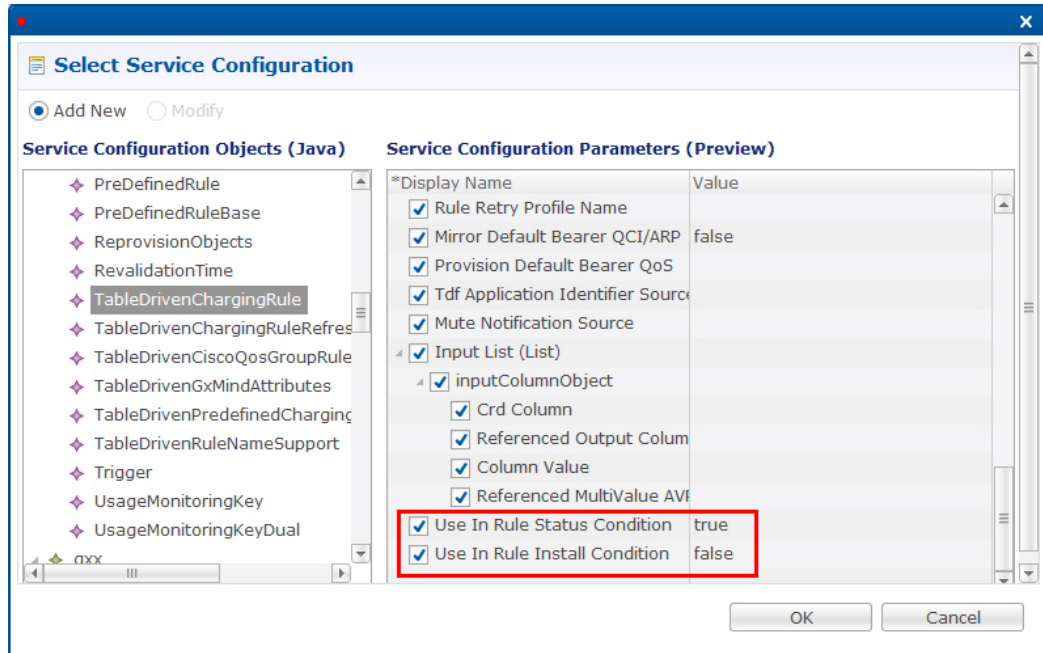 Select Service Configuration
Add New Modify
Service Configuration Objects (Java)
PreDefinedRule
PreDefinedRuleBase
ReprovisionObjects
RevalidationTime
TableDrivenChargingRule
TableDrivenChargingRuleRefres
TableDrivenCiscoQosGroupRule
TableDrivenGxMindAttributes
TableDrivenPredefinedCharging
TableDrivenRuleNameSupport
Trigger
UsageMonitoringKey
UsageMonitoringKeyDual
gxx
Service Configuration Parameters (Preview)
*Display Name Value
Rule Retry Profile Name
Mirror Default Bearer QCI/ARP false
Provision Default Bearer QoS
Tdf Application Identifier Source
Mute Notification Source
Input List (List)
inputColumnObject
Crd Column
Referenced Output Colum
Column Value
Referenced MultiValue AVP
Use In Rule Status Condition true
Use In Rule Install Condition false
OK Cancel